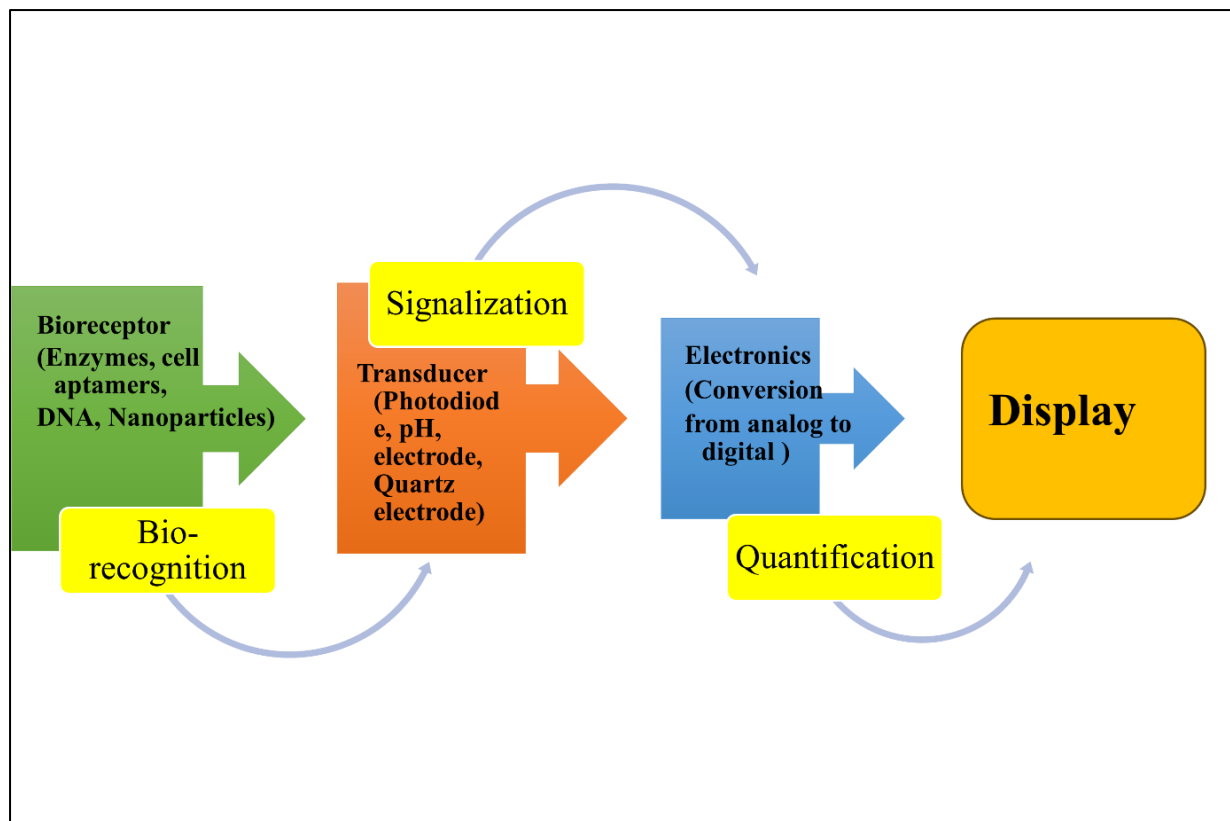 Bioreceptor
(Enzymes, cell
aptamers,
DNA, Nanoparticles)
Bio-
recognition
Signalization
Transducer
(Photodiod
e, pH,
electrode,
Quartz
electrode)
Electronics
(Conversion
from analog to
digital )
Quantification
Display